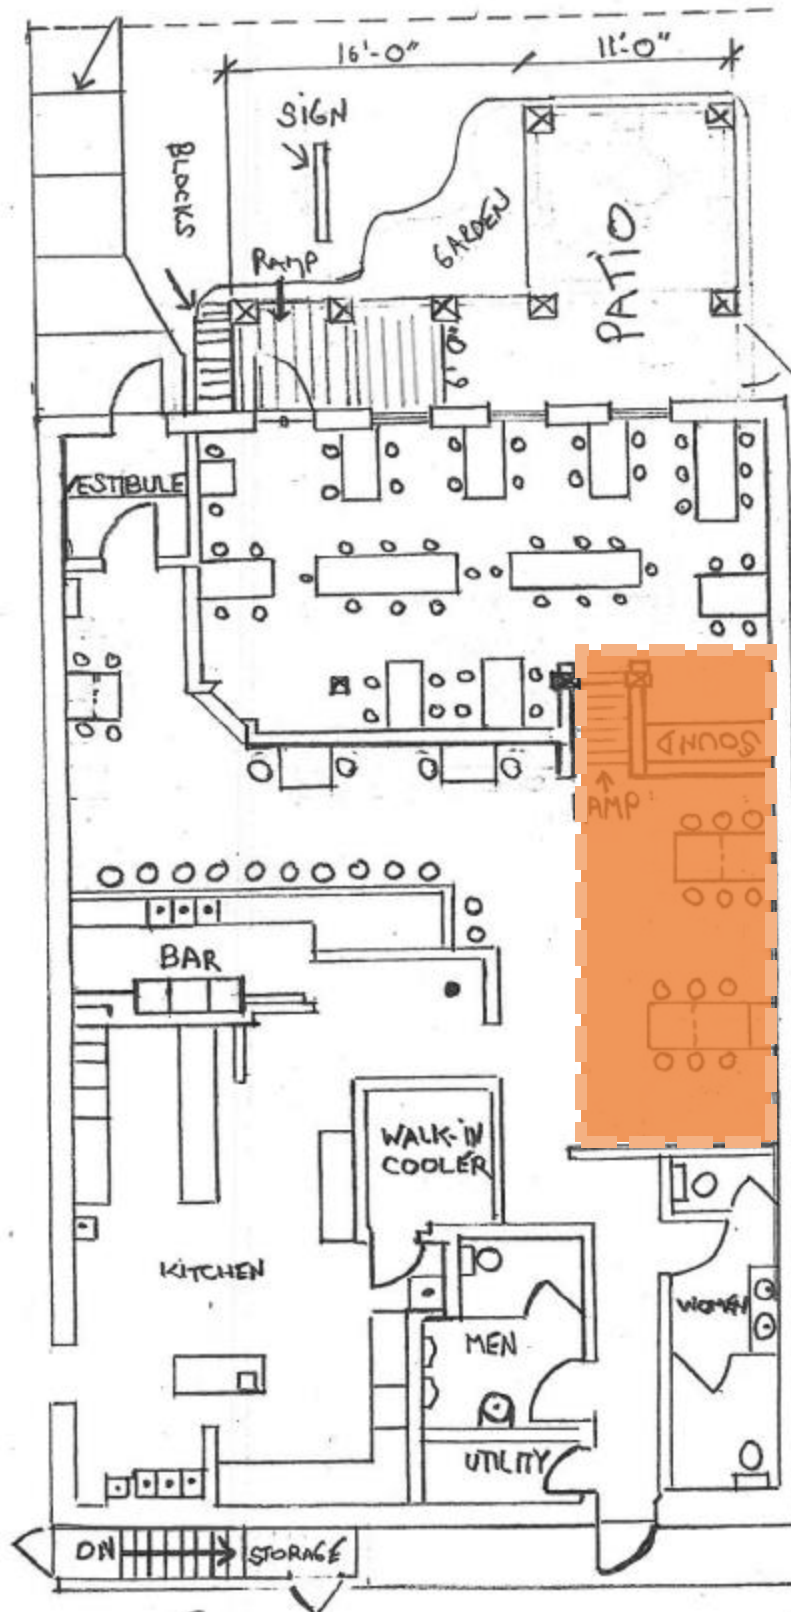 16'-0"
11'-0"
SIGN
BLOCKS
GARDEN
RAMP
PATIO
6'-0"
VESTIBULE
SOUND
RAMP
BAR
WALK-IN
COOLER
KITCHEN
WOMEN
MEN
UTILITY
DN
STORAGE